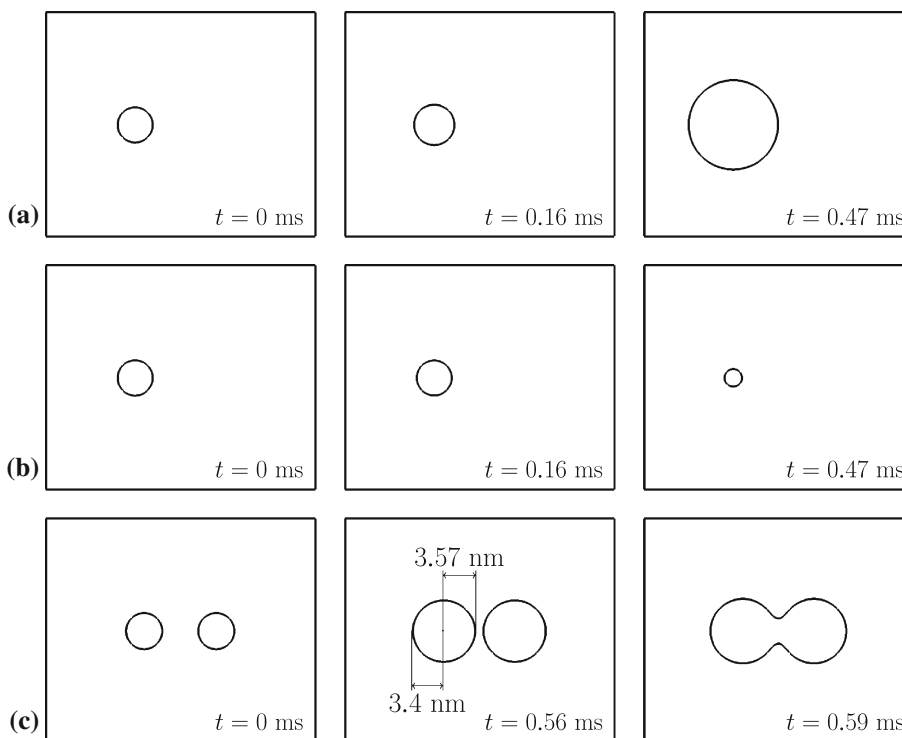 (a)
t = 0 ms
t = 0.16 ms
t = 0.47 ms
(b)
t = 0 ms
t = 0.16 ms
t = 0.47 ms
(c)
t = 0 ms
3.57 nm
3.4 nm
t = 0.56 ms
t = 0.59 ms